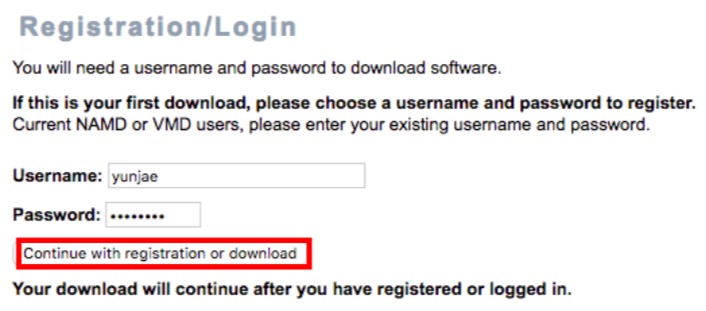 Registration/Login
You will need a username and password to download software.
If this is your first download, please choose a username and password to register.
Current NAMD or VMD users, please enter your existing username and password.
Username: yunjae
Password: ••••••••
Continue with registration or download
Your download will continue after you have registered or logged in.